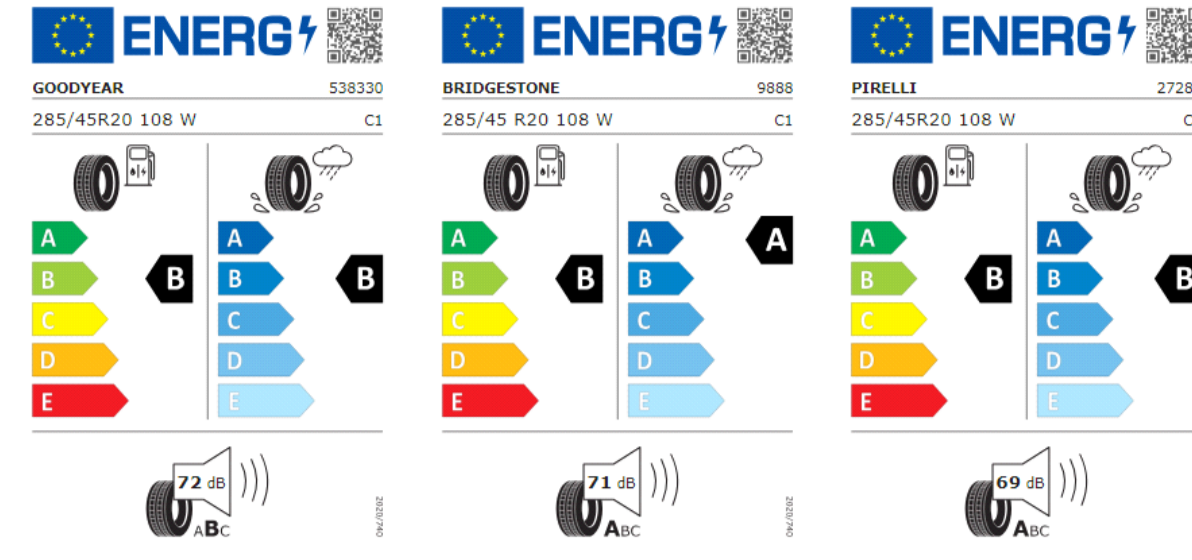 ENERG
GOODYEAR 538330
285/45R20 108 W C1
A A
B B B B
C C
D D
E E
72 dB
ABC
2020/740
ENERG
BRIDGESTONE 9888
285/45 R20 108 W C1
A A A
B B B
C C
D D
E E
71 dB
ABC
2020/740
ENERG
PIRELLI 2728
285/45R20 108 W C
A A
B B B B
C C
D D
E E
69 dB
ABC